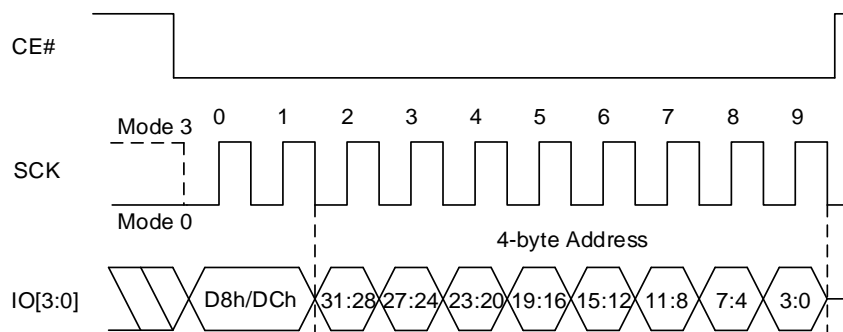 CE#
0 1 2 3 4 5 6 7 8 9
Mode 3
SCK
Mode 0
4-byte Address
IO[3:0]
D8h/DCh 31:28 27:24 23:20 19:16 15:12 11:8 7:4 3:0